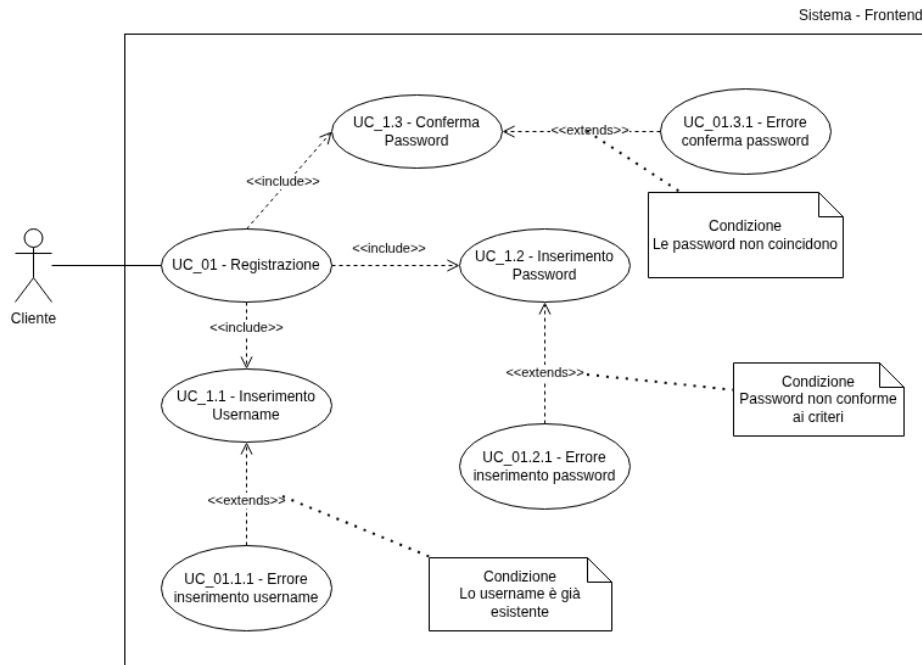 Sistema - Frontend
UC_1.3 - Conferma
Password
<<extends>>
UC_01.3.1 - Errore
conferma password
<<include>>
Condizione
Le password non coincidono
Cliente
UC_01 - Registrazione
<<include>>
UC_1.2 - Inserimento
Password
<<include>>
<<extends>>
Condizione
Password non conforme
ai criteri
UC_1.1 - Inserimento
Username
UC_01.2.1 - Errore
inserimento password
<<extends>>
UC_01.1.1 - Errore
inserimento username
Condizione
Lo username è già
esistente